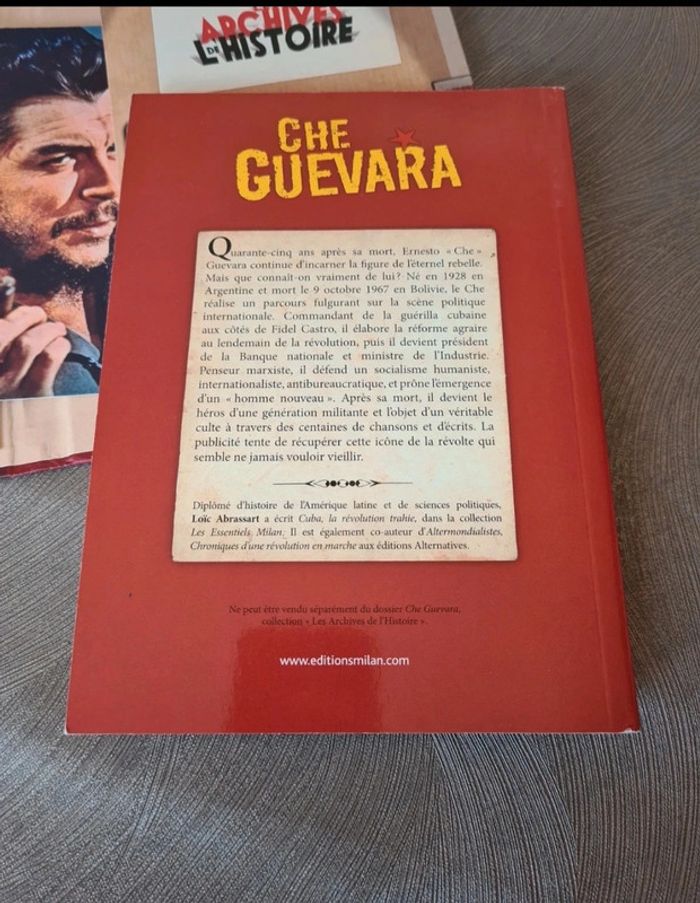 ARCHIVES
DE
L'HISTOIRE
CHE
GUEVARA
Quarante-cinq ans après sa mort, Ernesto « Che »
Guevara continue d'incarner la figure de l'éternel rebelle.
Mais que connaît-on vraiment de lui ? Né en 1928 en
Argentine et mort le 9 octobre 1967 en Bolivie, le Che
réalise un parcours fulgurant sur la scène politique
internationale. Commandant de la guérilla cubaine
aux côtés de Fidel Castro, il élabore la réforme agraire
au lendemain de la révolution, puis il devient président
de la Banque nationale et ministre de l'Industrie.
Penseur marxiste, il défend un socialisme humaniste,
internationaliste, antibureaucratique, et prône l'émergence
d'un « homme nouveau ». Après sa mort, il devient le
héros d'une génération militante et l'objet d'un véritable
culte à travers des centaines de chansons et d'écrits. La
publicité tente de récupérer cette icône de la révolte qui
semble ne jamais vouloir vieillir.
Diplômé d'histoire de l'Amérique latine et de sciences politiques,
Loïc Abrassart a écrit Cuba, la révolution trahie, dans la collection
Les Essentiels Milan. Il est également co-auteur d'Altermondialistes,
Chroniques d'une révolution en marche aux éditions Alternatives.
Ne peut être vendu séparément du dossier Che Guevara,
collection « Les Archives de l'Histoire ».
www.editionsmilan.com